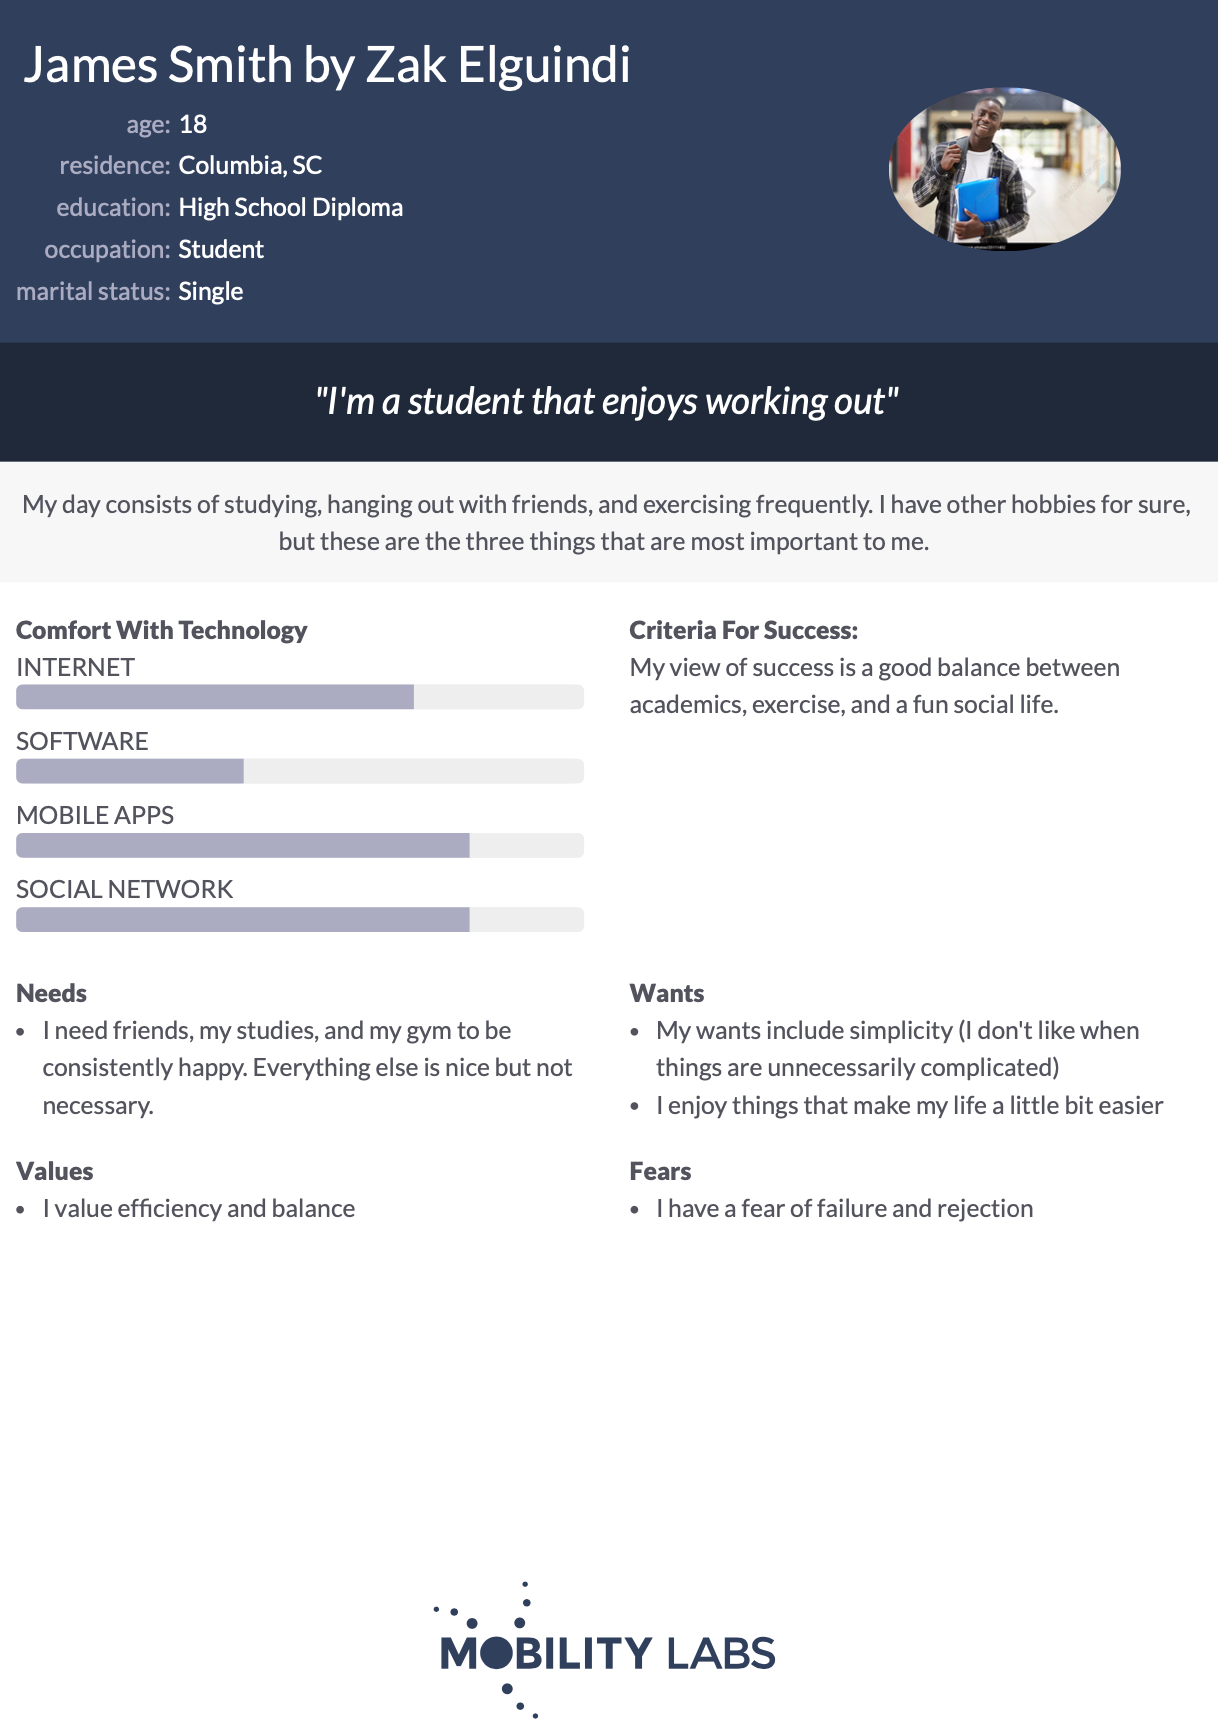 James Smith by Zak Elguindi
age: 18
residence: Columbia, SC
education: High School Diploma
occupation: Student
marital status: Single
"I'm a student that enjoys working out"
My day consists of studying, hanging out with friends, and exercising frequently. I have other hobbies for sure,
but these are the three things that are most important to me.
Comfort With Technology
INTERNET
SOFTWARE
MOBILE APPS
SOCIAL NETWORK
Criteria For Success:
My view of success is a good balance between
academics, exercise, and a fun social life.
Needs
• I need friends, my studies, and my gym to be
consistently happy. Everything else is nice but not
necessary.
Wants
• My wants include simplicity (I don't like when
things are unnecessarily complicated)
• I enjoy things that make my life a little bit easier
Values
• I value efficiency and balance
Fears
• I have a fear of failure and rejection
MOBILITY LABS